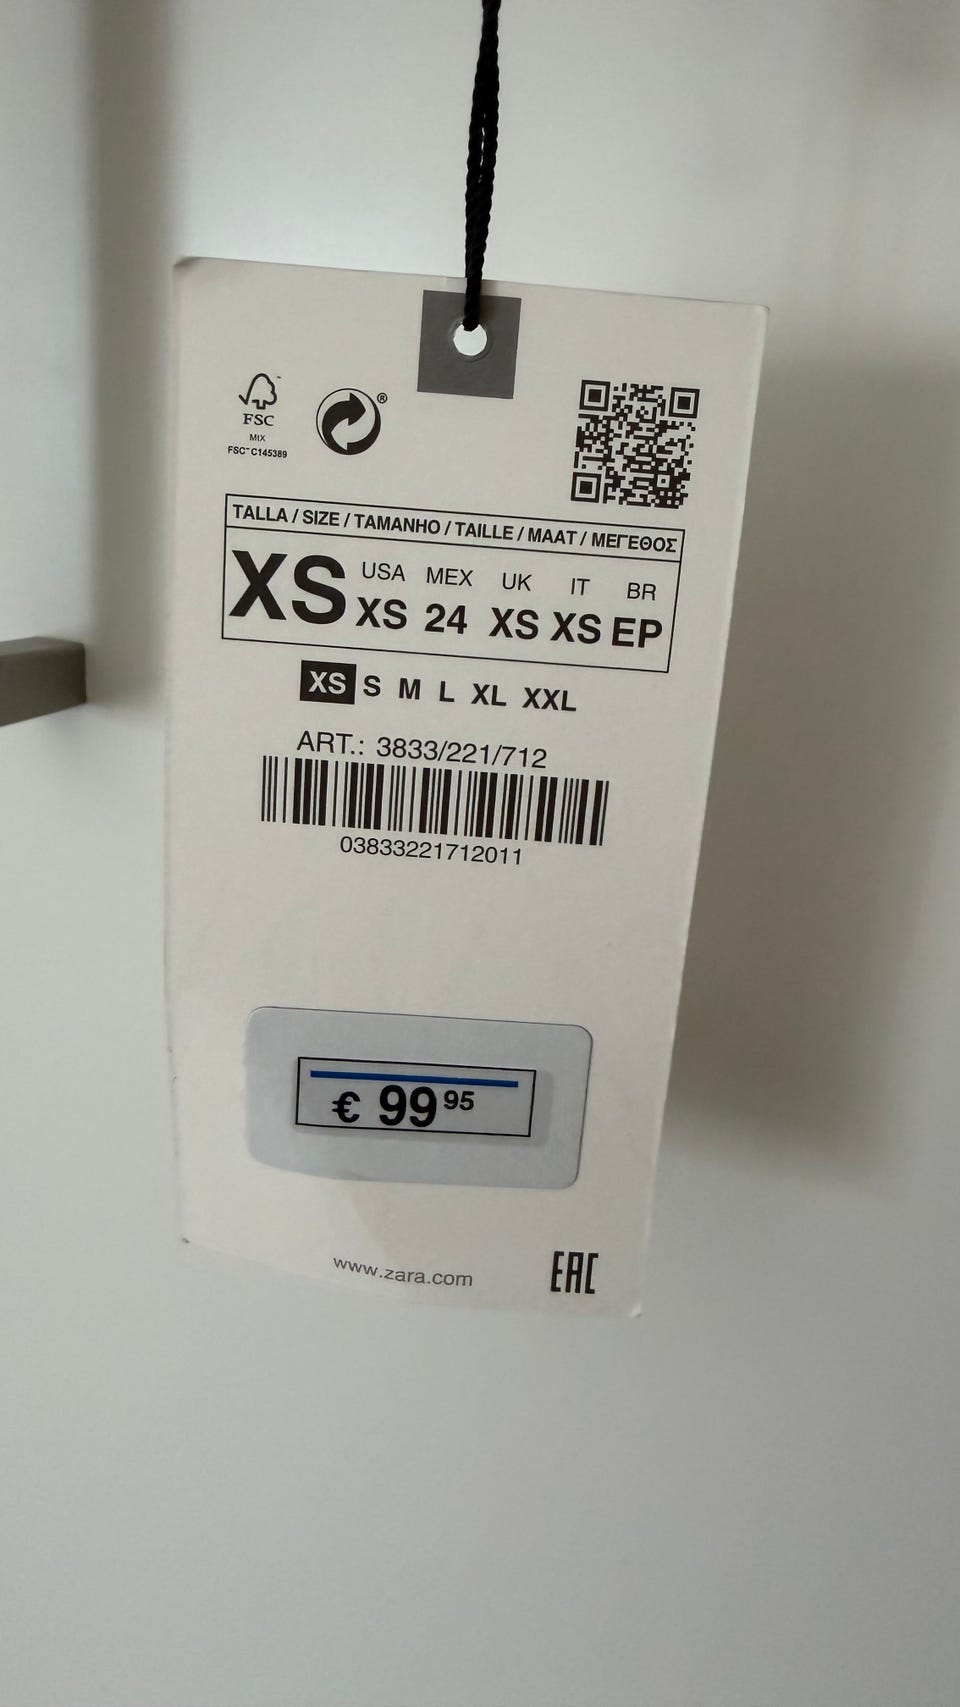 FSC
MIX
FSC™ C145389
®
TALLA / SIZE / TAMANHO / TAILLE / MAAT / ΜΕΓΕΘΟΣ
XS
USA MEX UK IT BR
XS 24 XS XS EP
XS S M L XL XXL
ART.: 3833/221/712
03833221712011
€ 99 95
www.zara.com
EAC